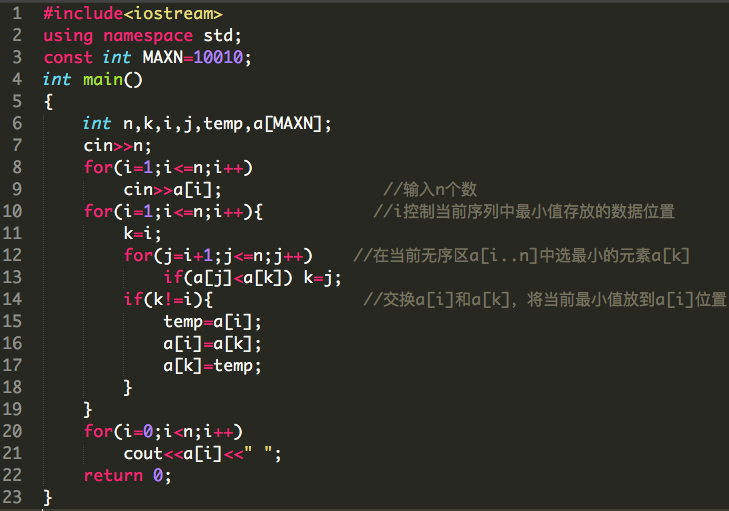 1 #include<iostream>
2 using namespace std;
3 const int MAXN=10010;
4 int main()
5 {
6 int n,k,i,j,temp,a[MAXN];
7 cin>>n;
8 for(i=1;i<=n;i++)
9 cin>>a[i]; //输入n个数
10 for(i=1;i<=n;i++){ //i控制当前序列中最小值存放的数据位置
11 k=i;
12 for(j=i+1;j<=n;j++) //在当前无序区a[i..n]中选最小的元素a[k]
13 if(a[j]<a[k]) k=j;
14 if(k!=i){ //交换a[i]和a[k]，将当前最小值放到a[i]位置
15 temp=a[i];
16 a[i]=a[k];
17 a[k]=temp;
18 }
19 }
20 for(i=0;i<n;i++)
21 cout<<a[i]<<" ";
22 return 0;
23 }